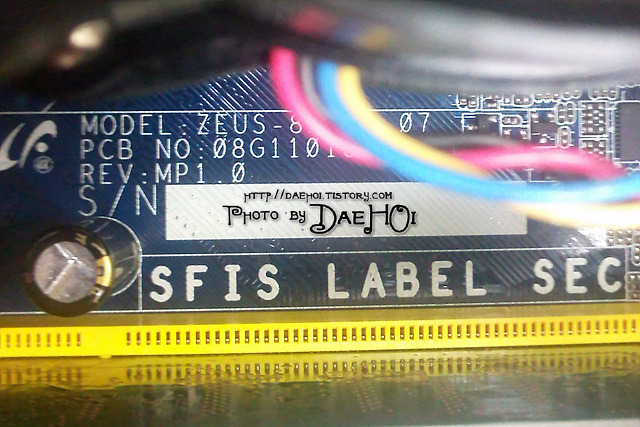 MODEL:ZEUS-8 07
PCB NO:08G1101
REV:MP1.0
S/N
HTTP://DAEHOI.TISTORY.COM
PHOTO BY DAEHOI
SFIS LABEL SEC